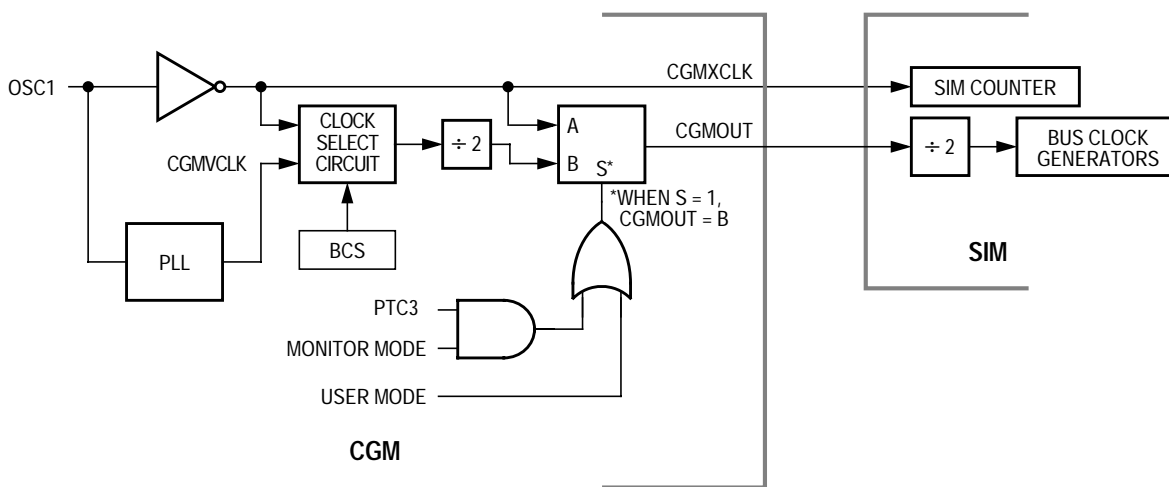 OSC1
CGMXCLK
SIM COUNTER
CLOCK
SELECT
CIRCUIT
÷ 2
A
B
S*
CGMOUT
÷ 2
BUS CLOCK
GENERATORS
CGMVCLK
*WHEN S = 1,
CGMOUT = B
PLL
BCS
SIM
PTC3
MONITOR MODE
USER MODE
CGM